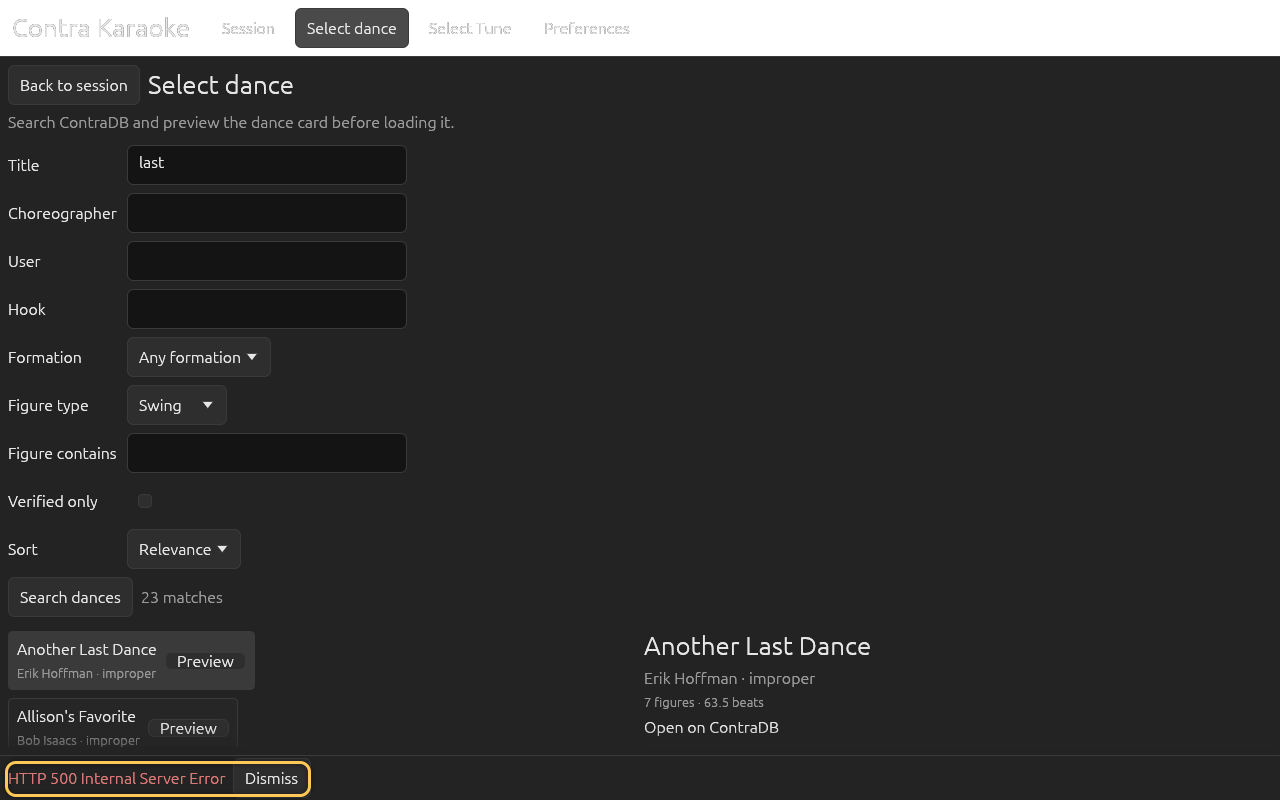 Contra Karaoke Session Select dance Select Tune Preferences
Back to session Select dance
Search ContraDB and preview the dance card before loading it.
Title last
Choreographer
User
Hook
Formation Any formation
Figure type Swing
Figure contains
Verified only
Sort Relevance
Search dances 23 matches
Another Last Dance
Erik Hoffman · improper
Preview
Allison's Favorite
Bob Isaacs · improper
Preview
Another Last Dance
Erik Hoffman · improper
7 figures · 63.5 beats
Open on ContraDB
HTTP 500 Internal Server Error Dismiss